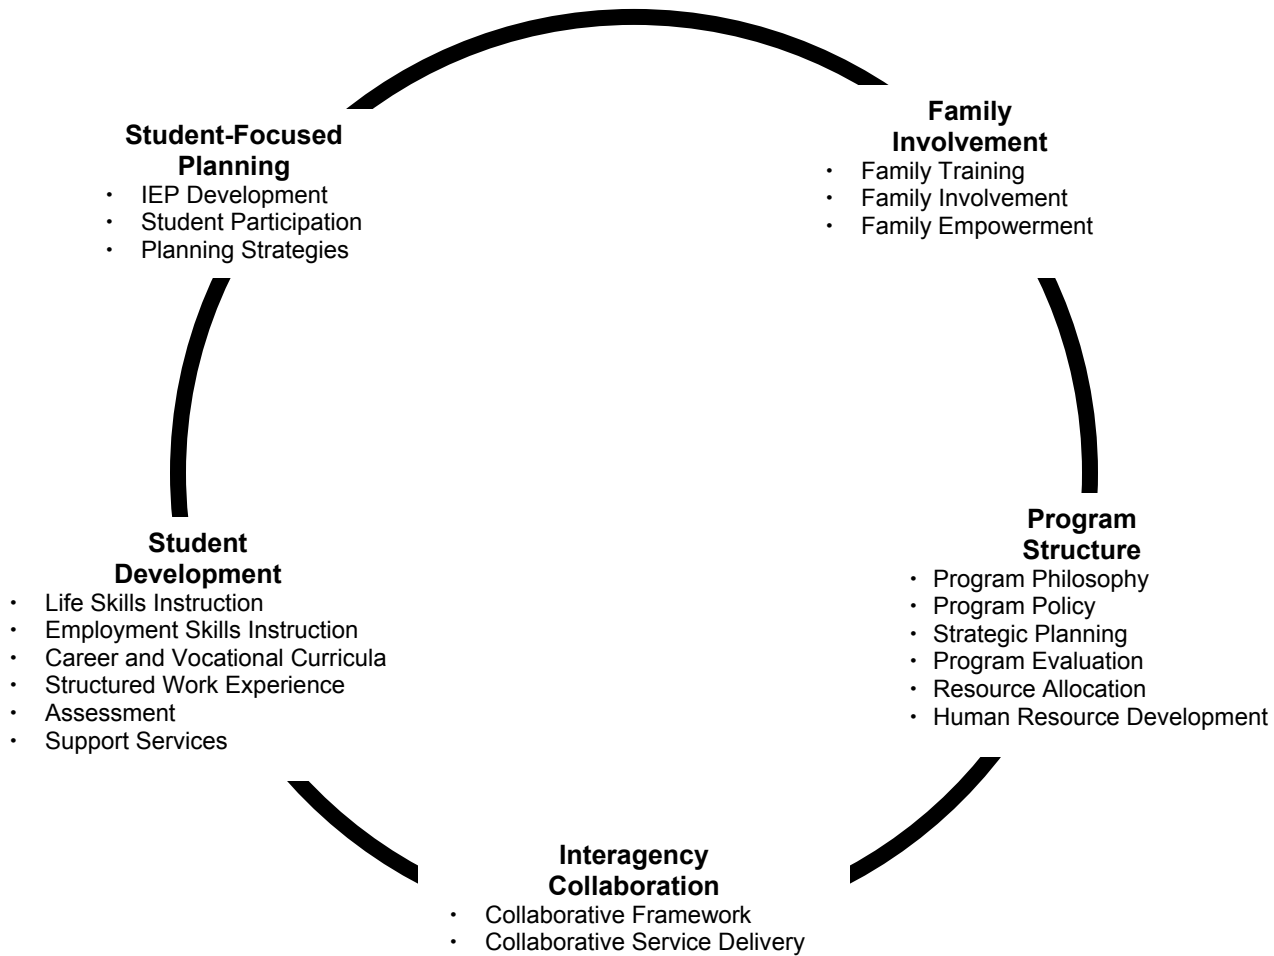 Student-Focused
Planning
· IEP Development
· Student Participation
· Planning Strategies
Family
Involvement
· Family Training
· Family Involvement
· Family Empowerment
Student
Development
· Life Skills Instruction
· Employment Skills Instruction
· Career and Vocational Curricula
· Structured Work Experience
· Assessment
· Support Services
Program
Structure
· Program Philosophy
· Program Policy
· Strategic Planning
· Program Evaluation
· Resource Allocation
· Human Resource Development
Interagency
Collaboration
· Collaborative Framework
· Collaborative Service Delivery